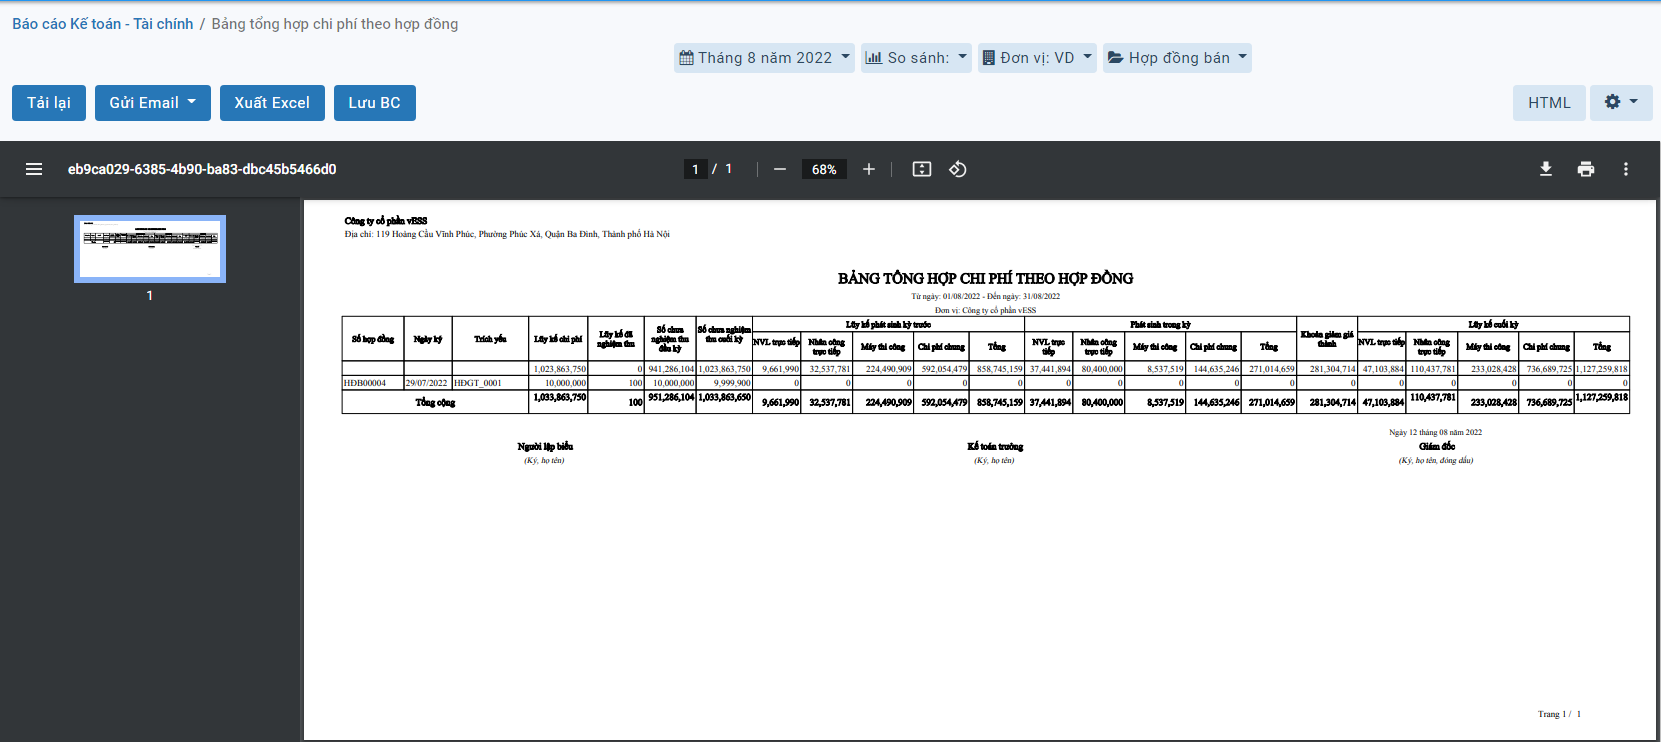 Báo cáo Kế toán - Tài chính / Bảng tổng hợp chi phí theo hợp đồng
Tháng 8 năm 2022 So sánh: Đơn vị: VD Hợp đồng bán
Tải lại Gửi Email Xuất Excel Lưu BC HTML
eb9ca029-6385-4b90-ba83-dbc45b5466d0 1 / 1 68%
1
Công ty cổ phần vESS
Địa chỉ: 119 Hoàng Cầu Vĩnh Phúc, Phường Phúc Xá, Quận Ba Đình, Thành phố Hà Nội
BẢNG TỔNG HỢP CHI PHÍ THEO HỢP ĐỒNG
Từ ngày: 01/08/2022 - Đến ngày: 31/08/2022
Đơn vị: Công ty cổ phần vESS
Số hợp đồng Ngày ký Trích yếu Lũy kế chi phí Lũy kế đã nghiệm thu Số chưa nghiệm thu đầu kỳ Số chưa nghiệm thu cuối kỳ Lũy kế phát sinh kỳ trước Phát sinh trong kỳ Khoản giảm giá thành Lũy kế cuối kỳ
NVL trực tiếp Nhân công trực tiếp Máy thi công Chi phí chung Tổng NVL trực tiếp Nhân công trực tiếp Máy thi công Chi phí chung Tổng NVL trực tiếp Nhân công trực tiếp Máy thi công Chi phí chung Tổng
1,023,863,750 0 941,286,104 1,023,863,750 9,661,990 32,537,781 224,490,909 592,054,479 858,745,159 37,441,894 80,400,000 8,537,519 144,635,246 271,014,659 281,304,714 47,103,884 110,437,781 233,028,428 736,689,725 1,127,259,818
HĐB00004 29/07/2022 HĐGT_0001 10,000,000 100 10,000,000 9,999,900 0 0 0 0 0 0 0 0 0 0 0 0 0 0 0 0
Tổng cộng 1,033,863,750 100 951,286,104 1,033,863,650 9,661,990 32,537,781 224,490,909 592,054,479 858,745,159 37,441,894 80,400,000 8,537,519 144,635,246 271,014,659 281,304,714 47,103,884 110,437,781 233,028,428 736,689,725 1,127,259,818
Ngày 12 tháng 08 năm 2022
Người lập biểu Kế toán trưởng Giám đốc
(Ký, họ tên) (Ký, họ tên) (Ký, họ tên, đóng dấu)
Trang 1 / 1